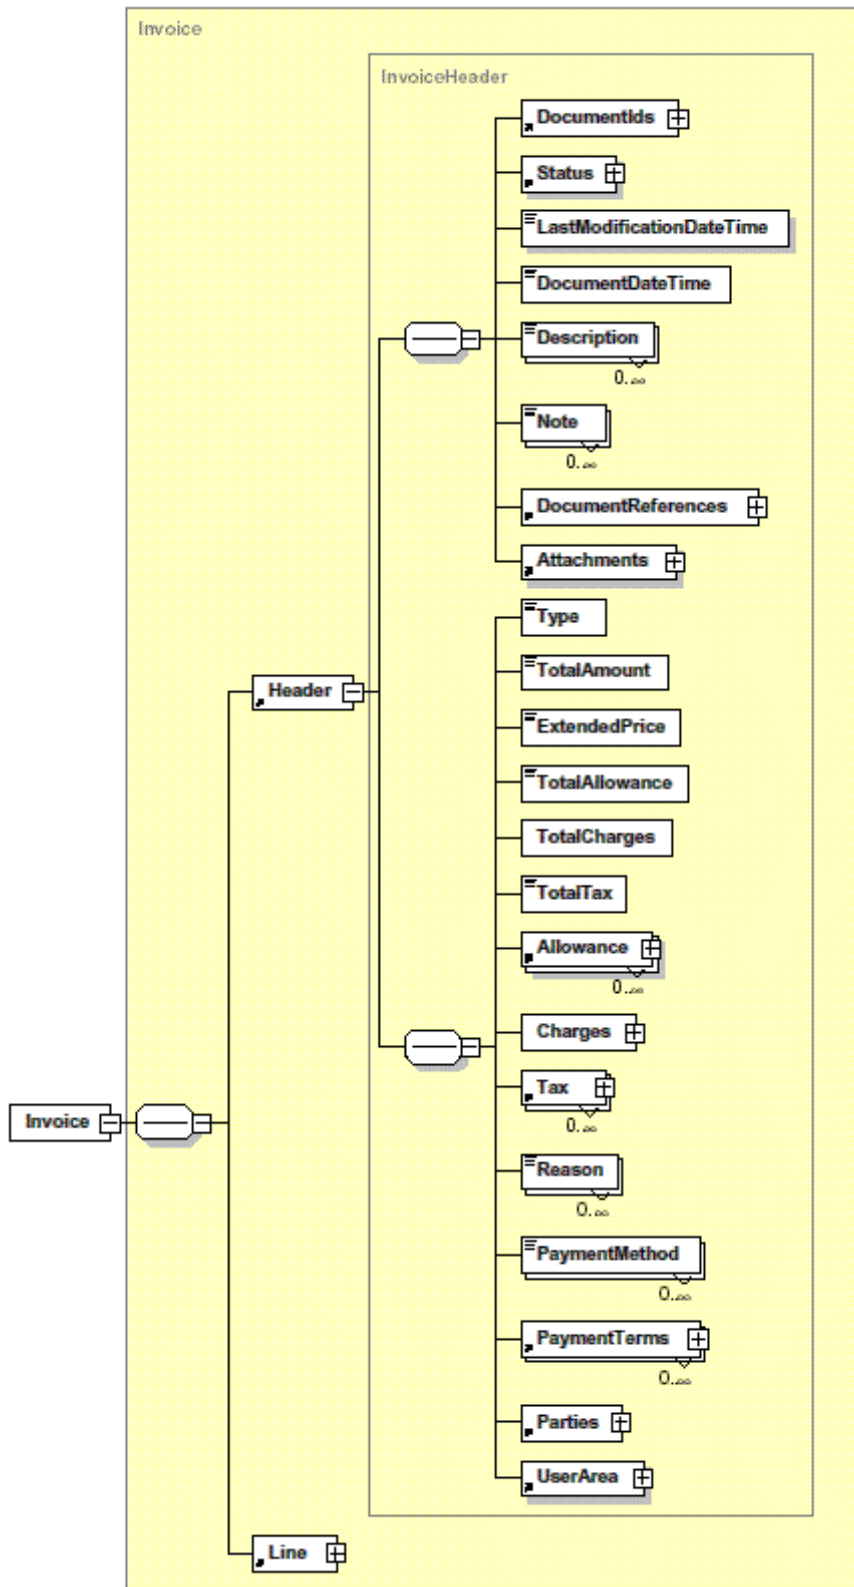 Invoice
InvoiceHeader
DocumentIds
Status
LastModificationDateTime
DocumentDateTime
Description
0..∞
Note
0..∞
DocumentReferences
Attachments
Type
Header
TotalAmount
ExtendedPrice
TotalAllowance
TotalCharges
TotalTax
Allowance
0..∞
Charges
Tax
Invoice
0..∞
Reason
0..∞
PaymentMethod
0..∞
PaymentTerms
0..∞
Parties
UserArea
Line